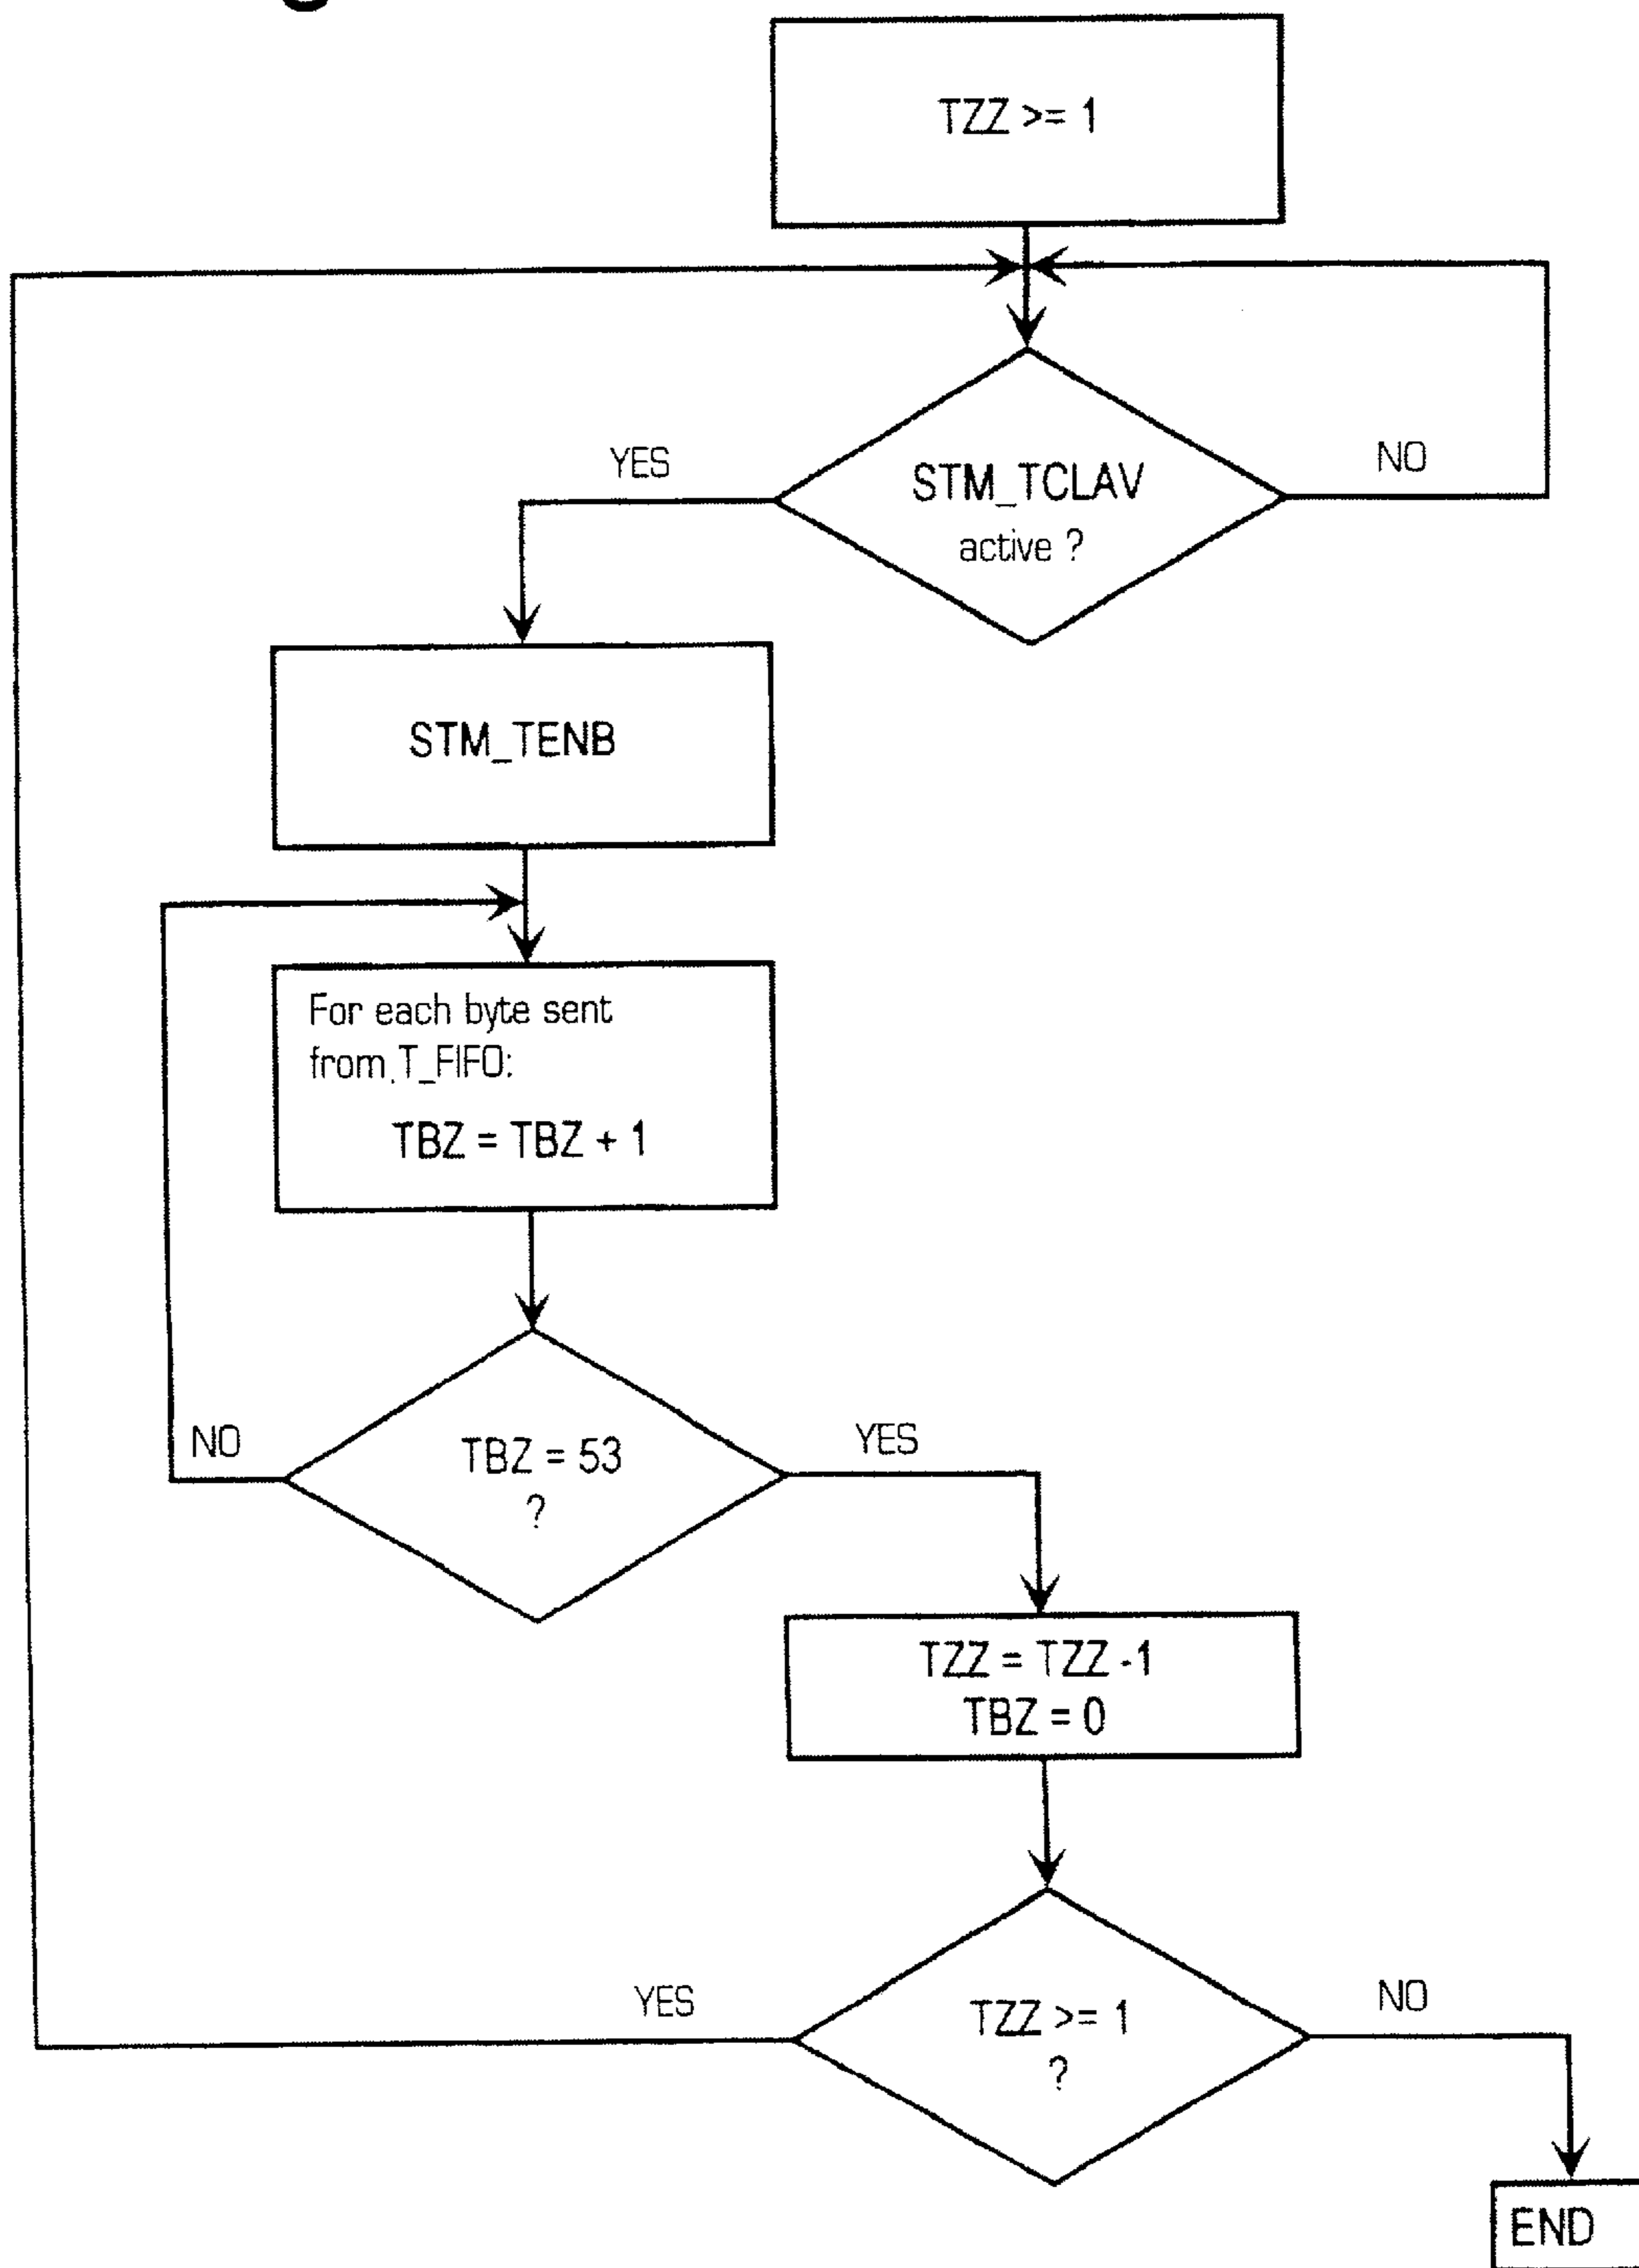 TZZ >= 1
STM_TCLAV
active ?
YES
NO
STM_TENB
For each byte sent
from T_FIFO:
TBZ = TBZ + 1
TBZ = 53
?
NO
YES
TZZ = TZZ -1
TBZ = 0
TZZ >= 1
?
YES
NO
END